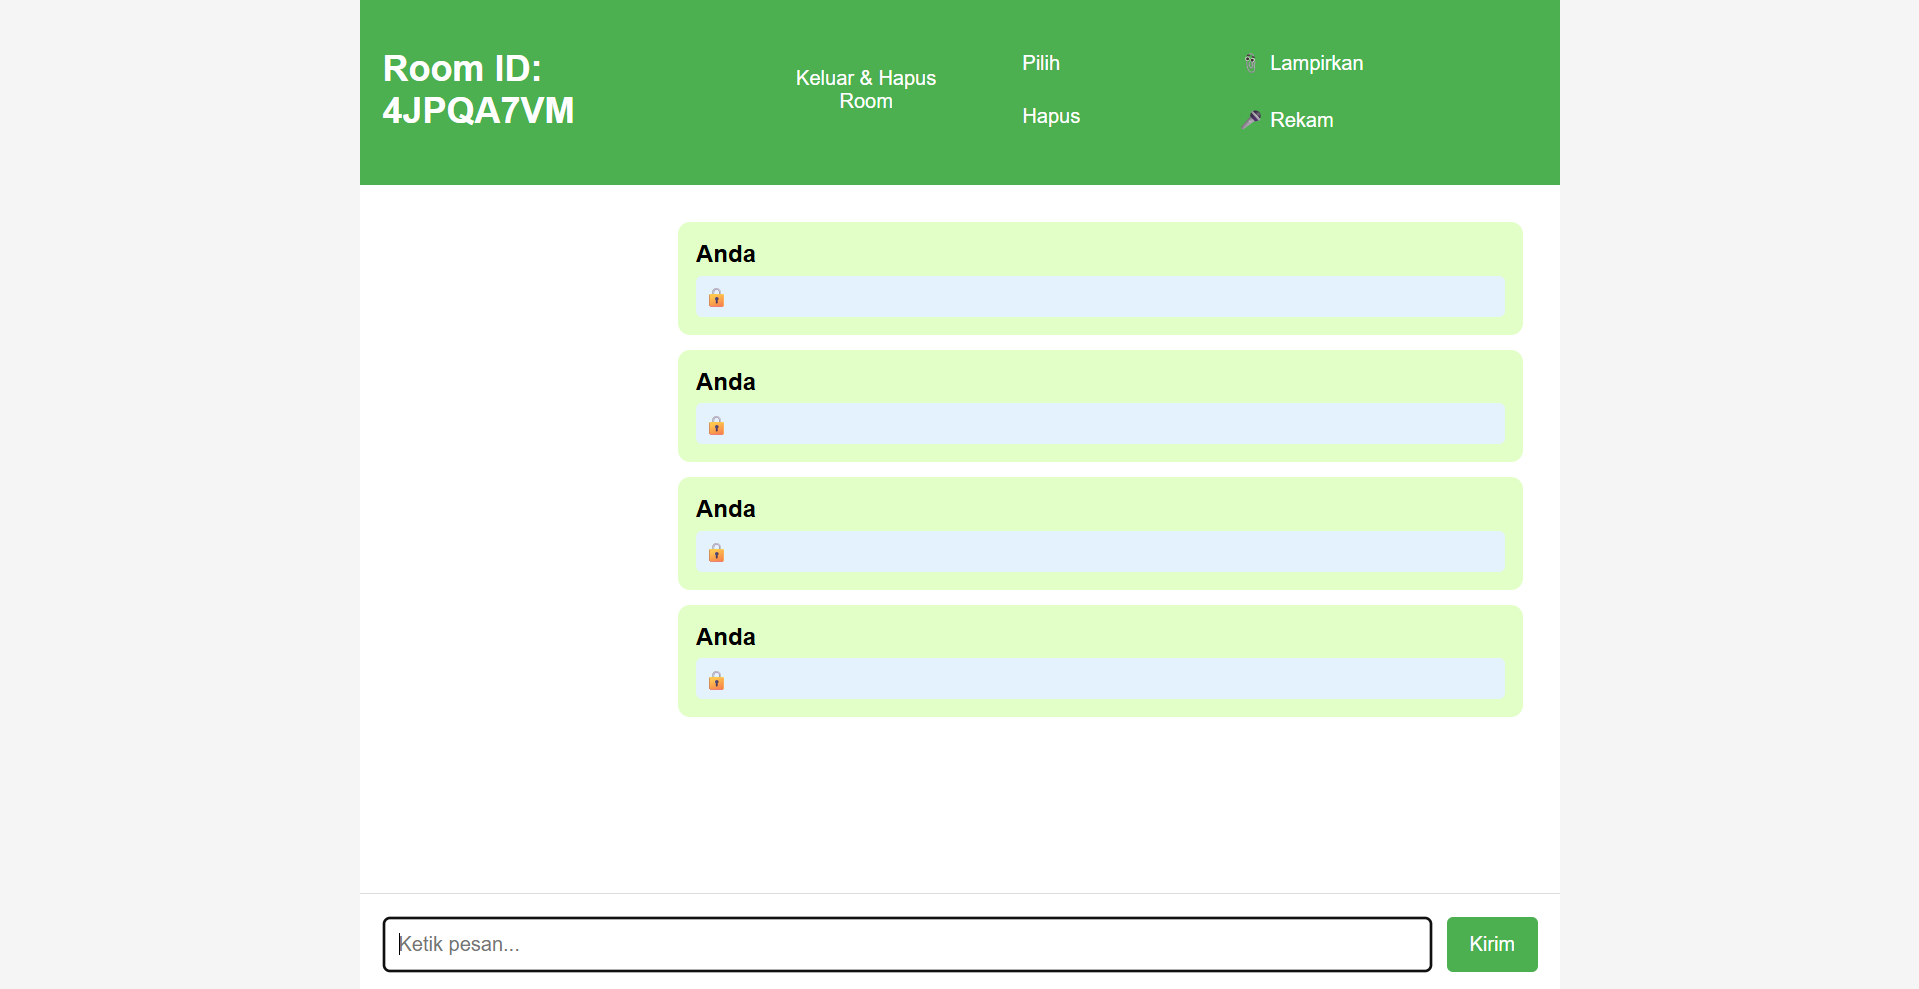 Room ID:
4JPQA7VM
Keluar & Hapus
Room
Pilih
Hapus
Lampirkan
Rekam
Anda
Anda
Anda
Anda
Ketik pesan...
Kirim